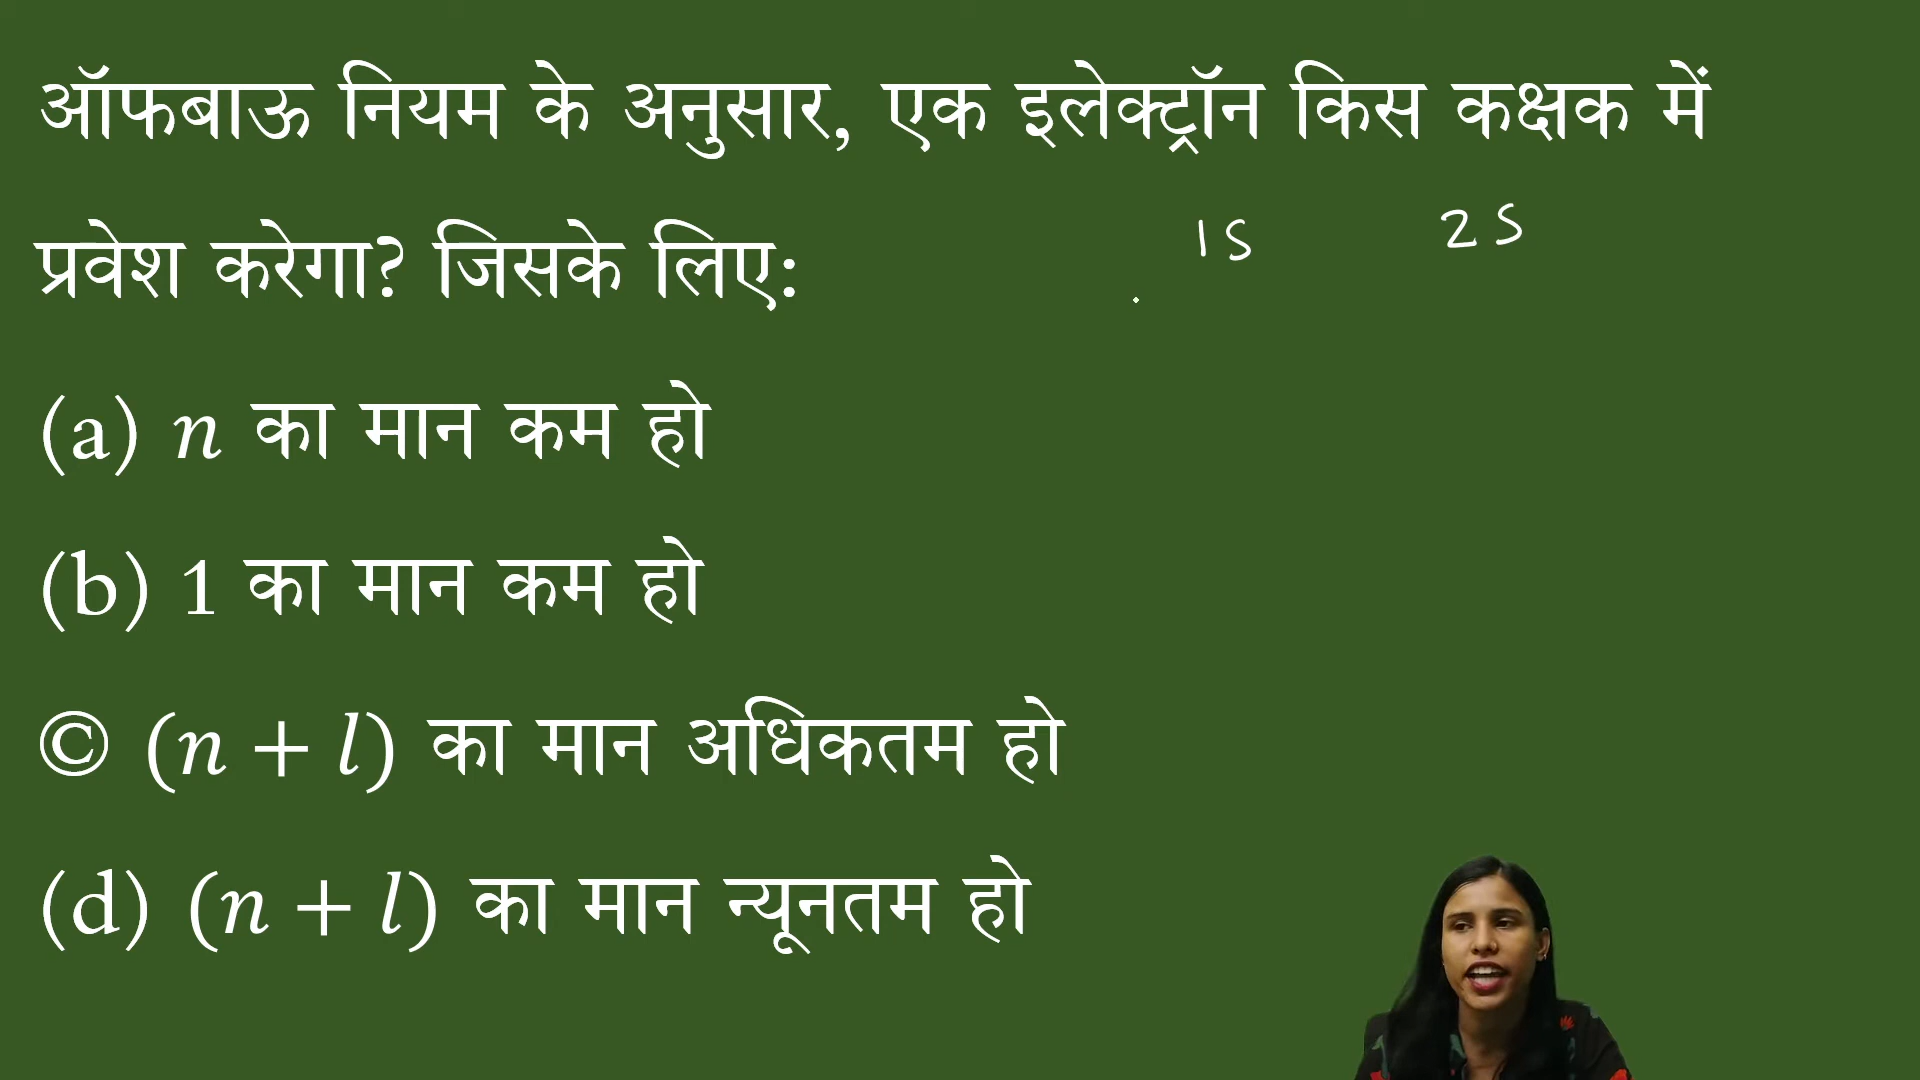 ऑफबाऊ नियम के अनुसार, एक इलेक्ट्रॉन किस कक्षक में
प्रवेश करेगा? जिसके लिए:
1s 2s
(a) n का मान कम हो
(b) 1 का मान कम हो
© (n + l) का मान अधिकतम हो
(d) (n + l) का मान न्यूनतम हो